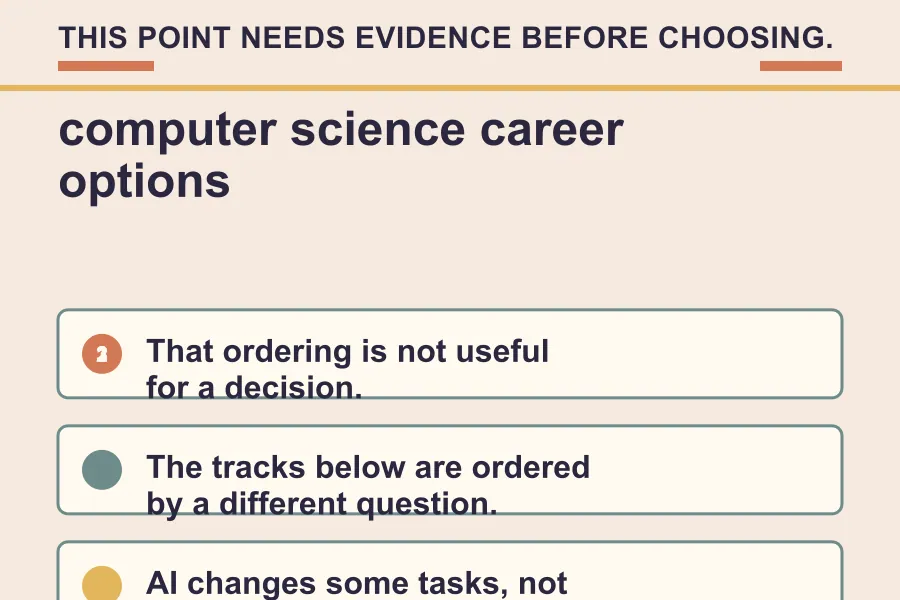 THIS POINT NEEDS EVIDENCE BEFORE CHOOSING.
computer science career
options
That ordering is not useful
for a decision.
The tracks below are ordered
by a different question.
AI changes some tasks, not